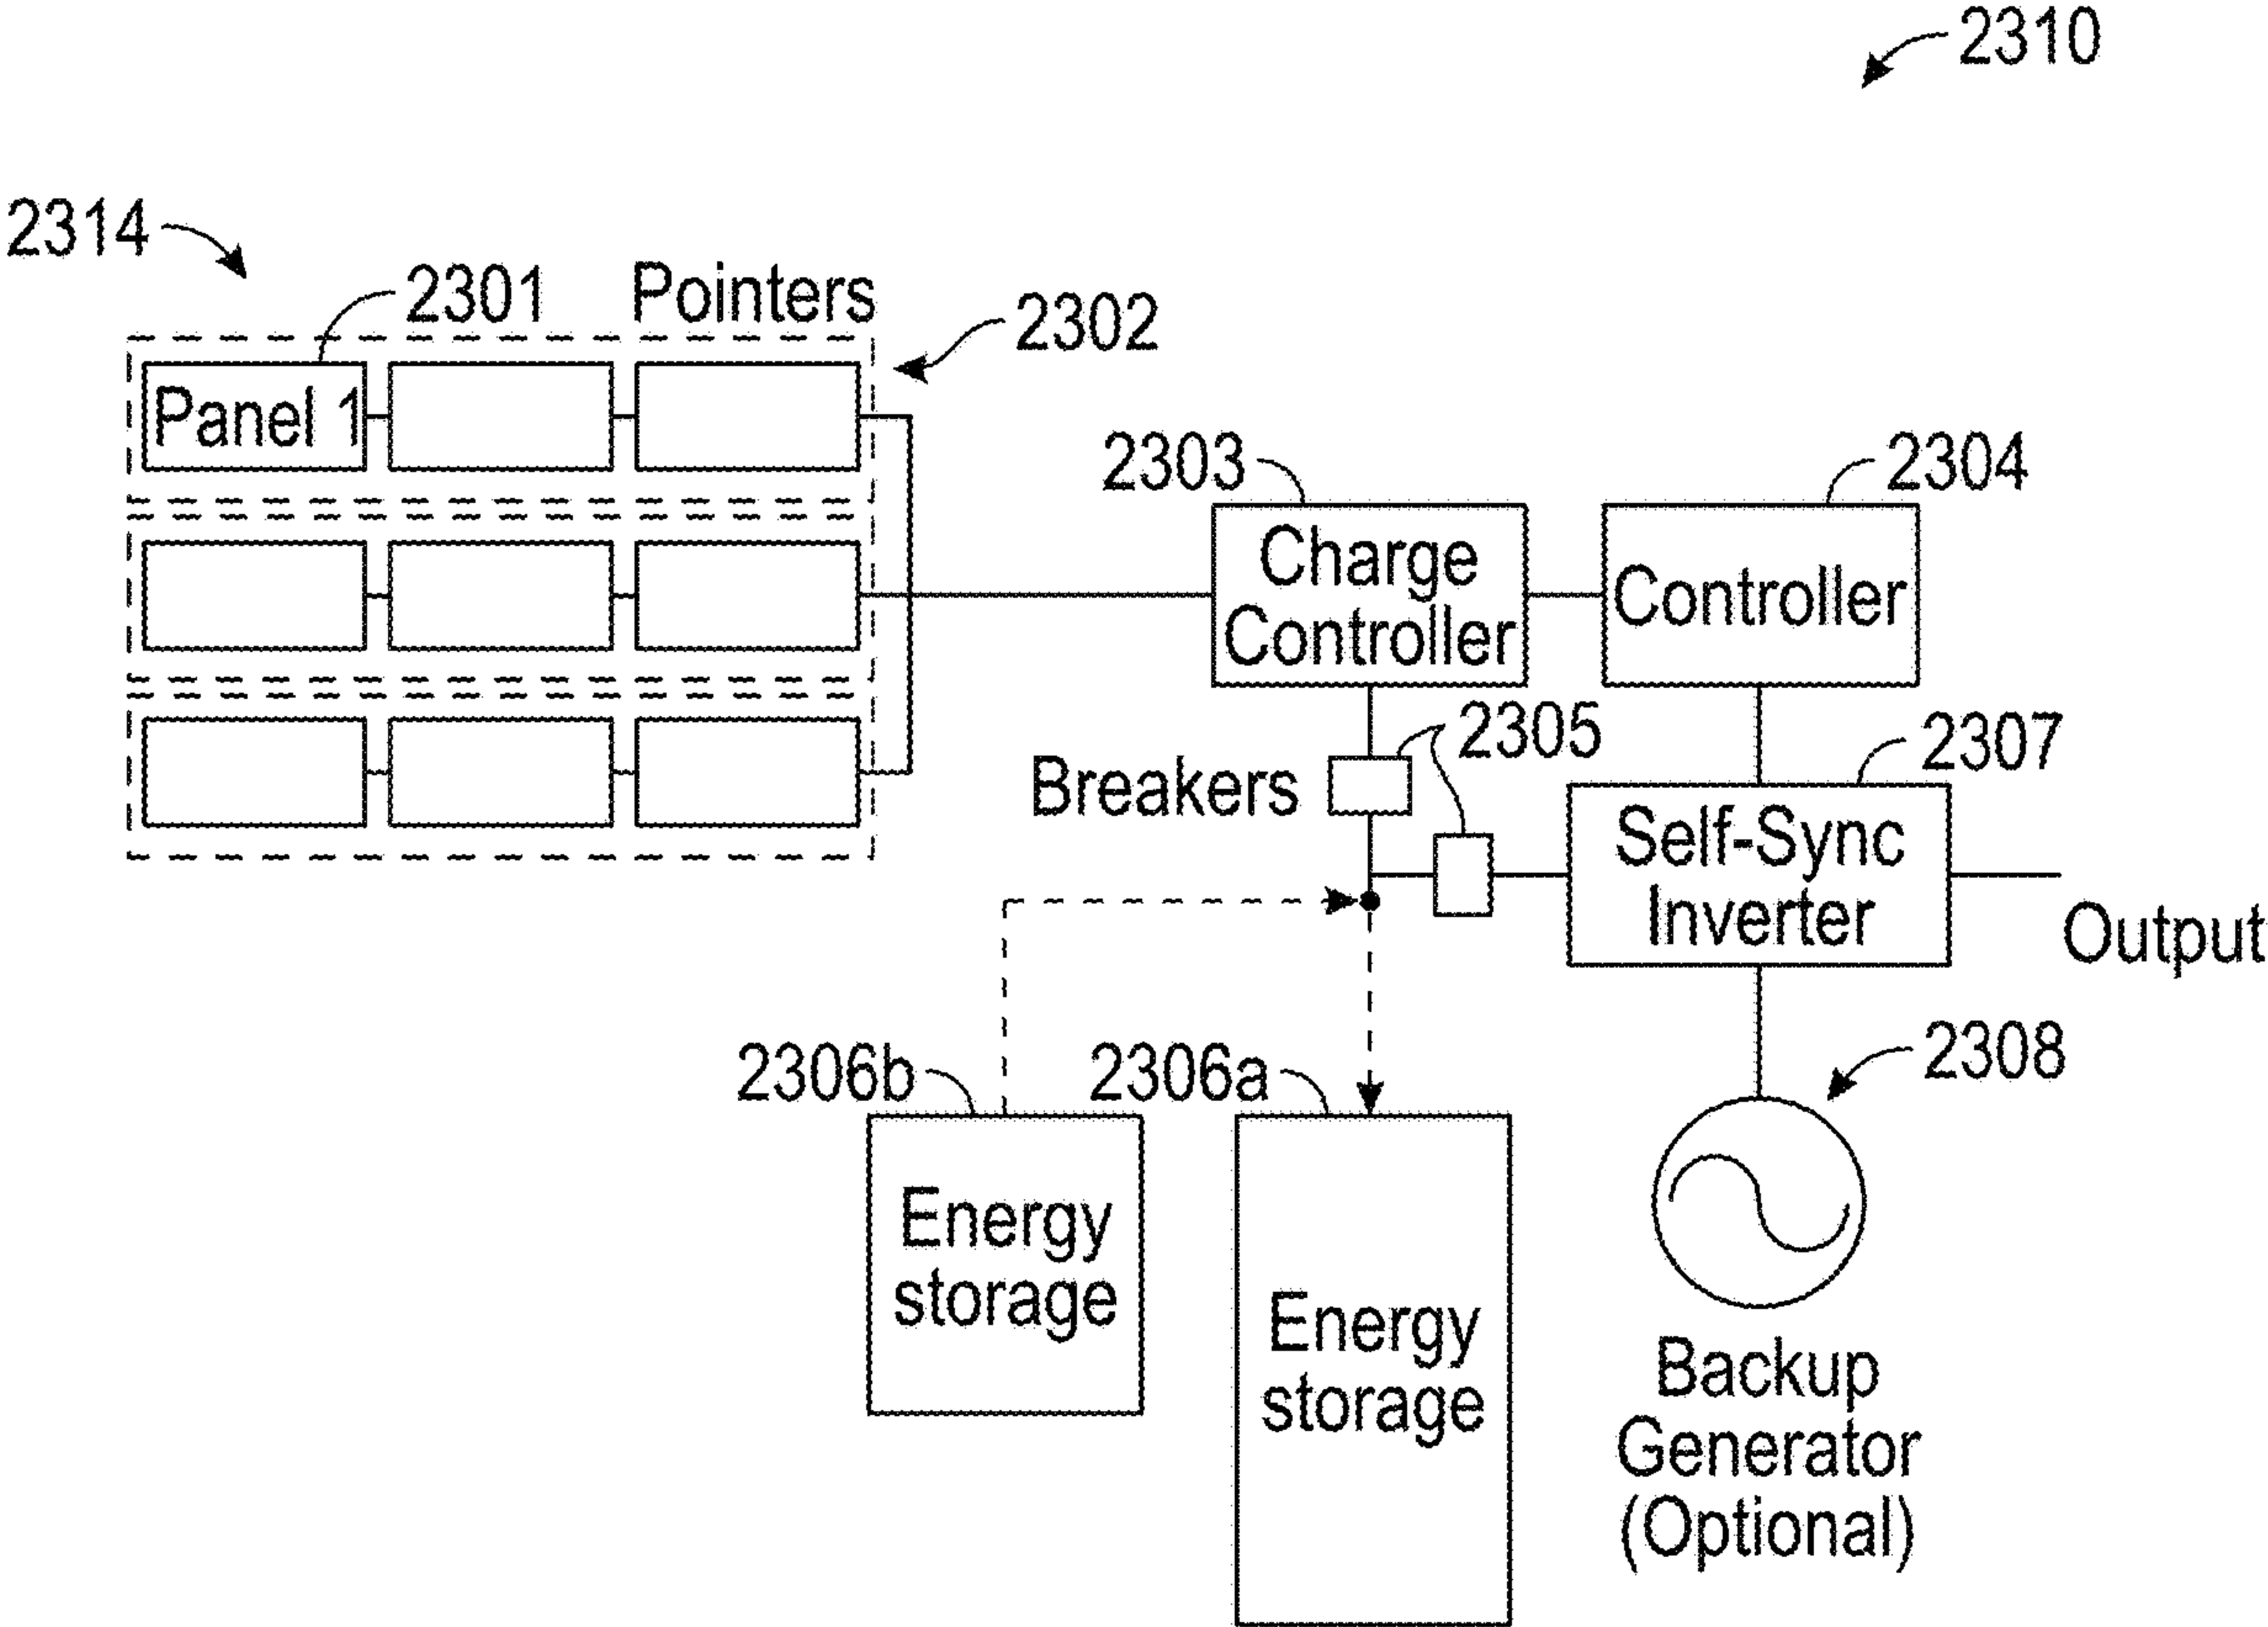 2310
2314
2301
Pointers
2302
Panel 1
2303
2304
Charge
Controller
Controller
2305
2307
Breakers
Self-Sync
Inverter
Output
2306b
2306a
2308
Energy
storage
Energy
storage
Backup
Generator
(Optional)